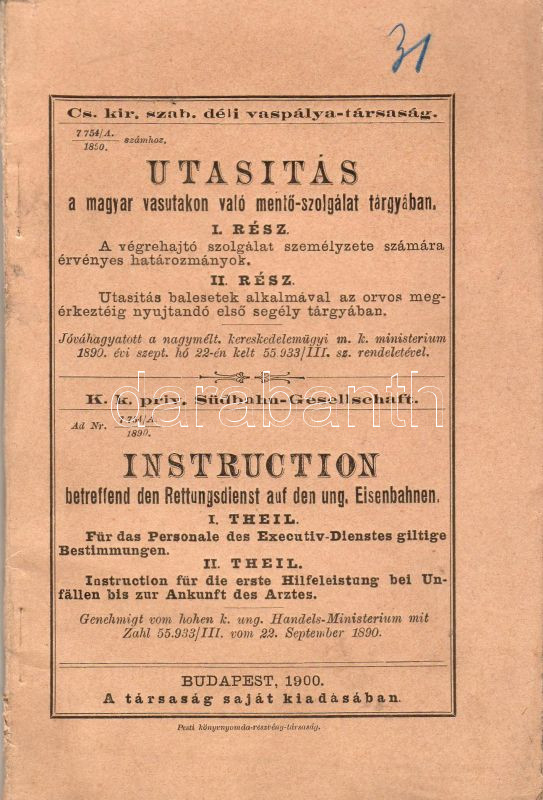 31
Cs. kir. szab. déli vaspálya-társaság.
7754/A.
1890. számhoz.
UTASITÁS
a magyar vasutakon való mentő-szolgálat tárgyában.
I. RÉSZ.
A végrehajtó szolgálat személyzete számára
érvényes határozmányok.
II. RÉSZ.
Utasitás balesetek alkalmával az orvos meg-
érkeztéig nyujtandó első segély tárgyában.
Jóváhagyatott a nagymélt. kereskedelemügyi m. k. ministerium
1890. évi szept. hó 22-én kelt 55.933/III. sz. rendeletével.
darabanth
K. k. priv. Südbahn-Gesellschaft.
Ad Nr. 7754/A.
1890.
INSTRUCTION
betreffend den Rettungsdienst auf den ung. Eisenbahnen.
I. THEIL.
Für das Personale des Executiv-Dienstes giltige
Bestimmungen.
II. THEIL.
Instruction für die erste Hilfeleistung bei Un-
fällen bis zur Ankunft des Arztes.
Genehmigt vom hohen k. ung. Handels-Ministerium mit
Zahl 55.933/III. vom 22. September 1890.
BUDAPEST, 1900.
A társaság saját kiadásában.
Pesti könyvnyomda-részvény-társaság.